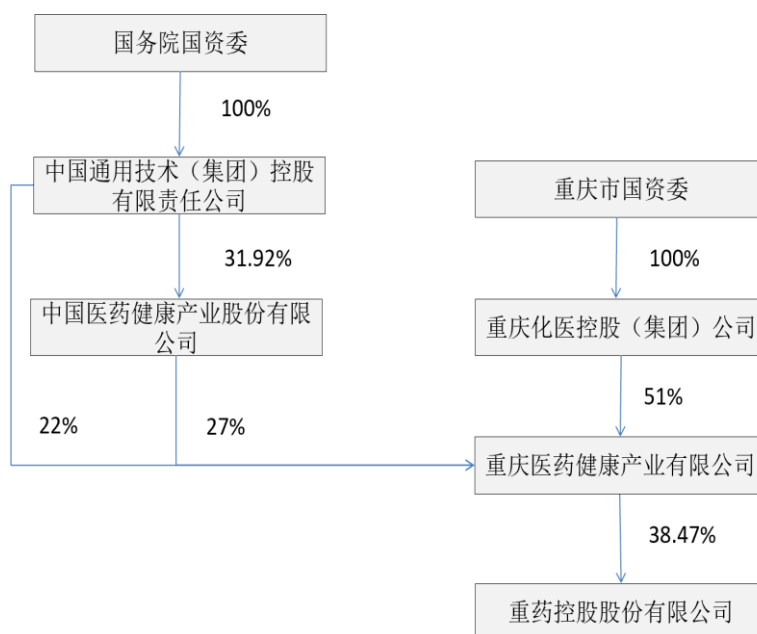 国务院国资委
100%
中国通用技术（集团）控股
有限责任公司
重庆市国资委
31.92%
100%
中国医药健康产业股份有限
公司
重庆化医控股（集团）公司
51%
22%
27%
重庆医药健康产业有限公司
38.47%
重药控股股份有限公司